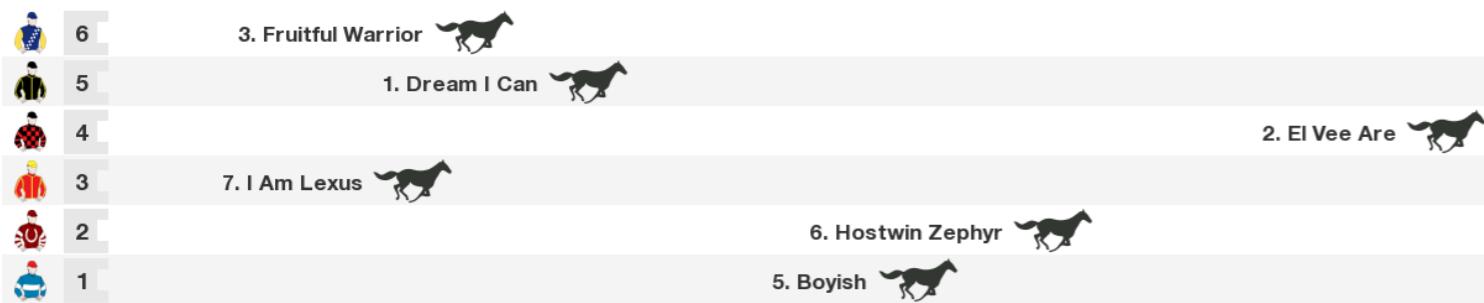 6 3. Fruitful Warrior
5 1. Dream I Can
4 2. El Vee Are
3 7. I Am Lexus
2 6. Hostwin Zephyr
1 5. Boyish